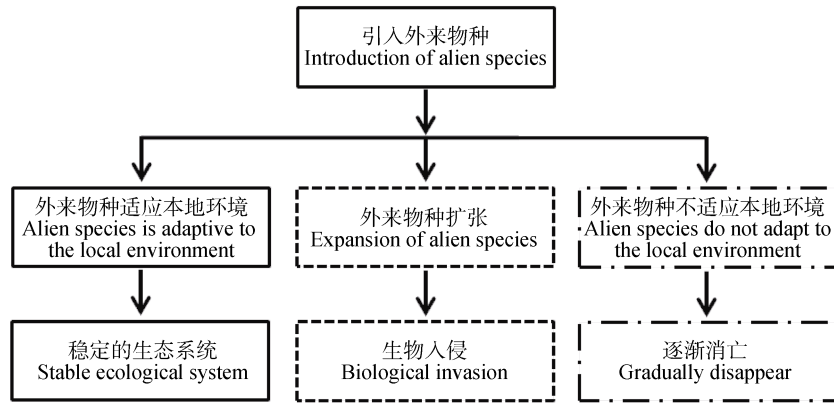 引入外来物种
Introduction of alien species
外来物种适应本地环境
Alien species is adaptive to
the local environment
外来物种扩张
Expansion of alien species
外来物种不适应本地环境
Alien species do not adapt to
the local environment
稳定的生态系统
Stable ecological system
生物入侵
Biological invasion
逐渐消亡
Gradually disappear